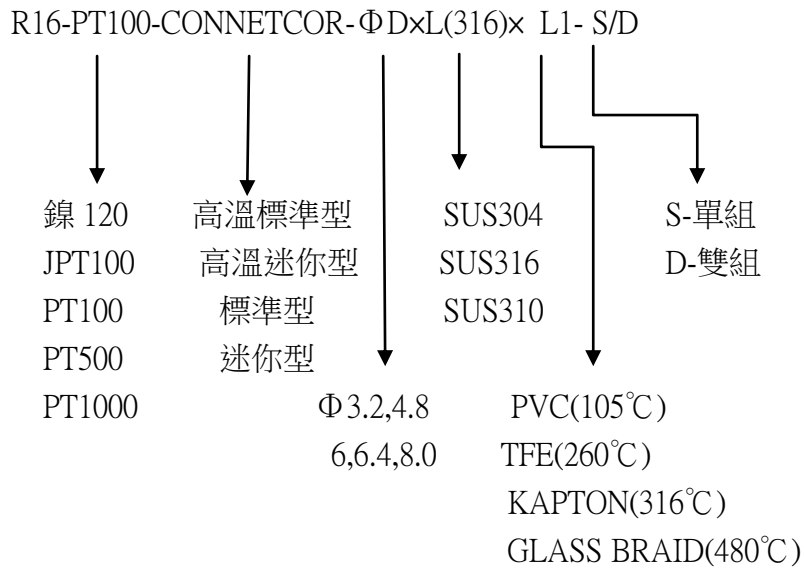 R16-PT100-CONNETCOR-ΦD×L(316)× L1- S/D
鎳 120 高溫標準型 SUS304 S-單組
JPT100 高溫迷你型 SUS316 D-雙組
PT100 標準型 SUS310
PT500 迷你型
PT1000 Φ3.2,4.8 PVC(105℃)
6,6.4,8.0 TFE(260℃)
KAPTON(316℃)
GLASS BRAID(480℃)